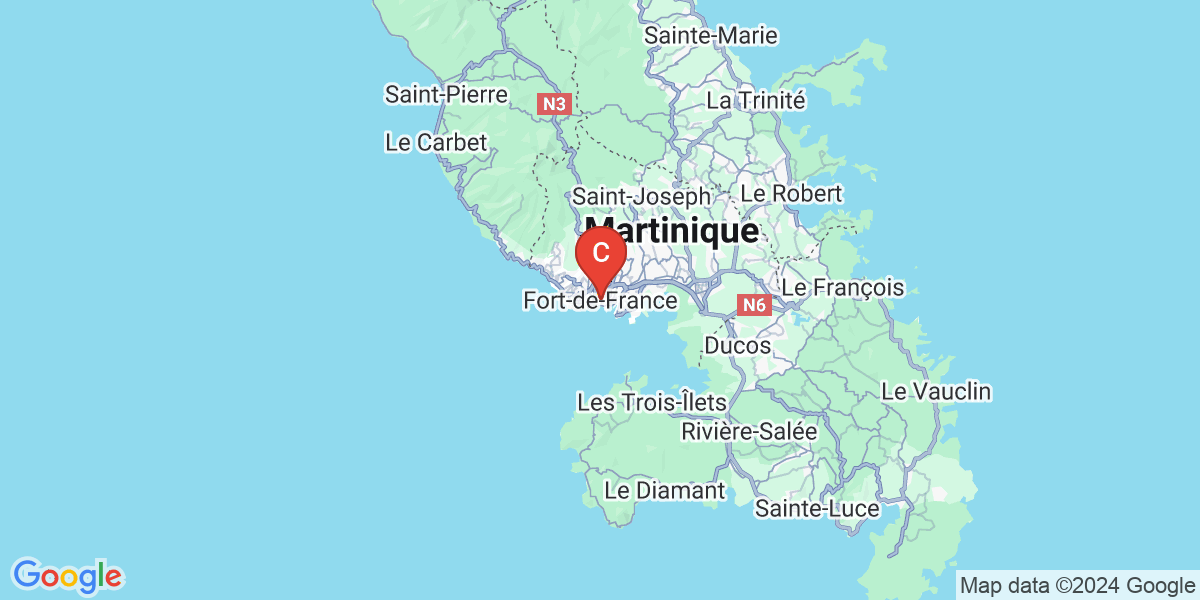 Sainte-Marie
Saint-Pierre
N3
La Trinité
Le Carbet
Saint-Joseph
Le Robert
Martinique
C
Le François
Fort-de-France
N6
Ducos
Le Vauclin
Les Trois-Îlets
Rivière-Salée
Le Diamant
Sainte-Luce
Google
Map data ©2024 Google